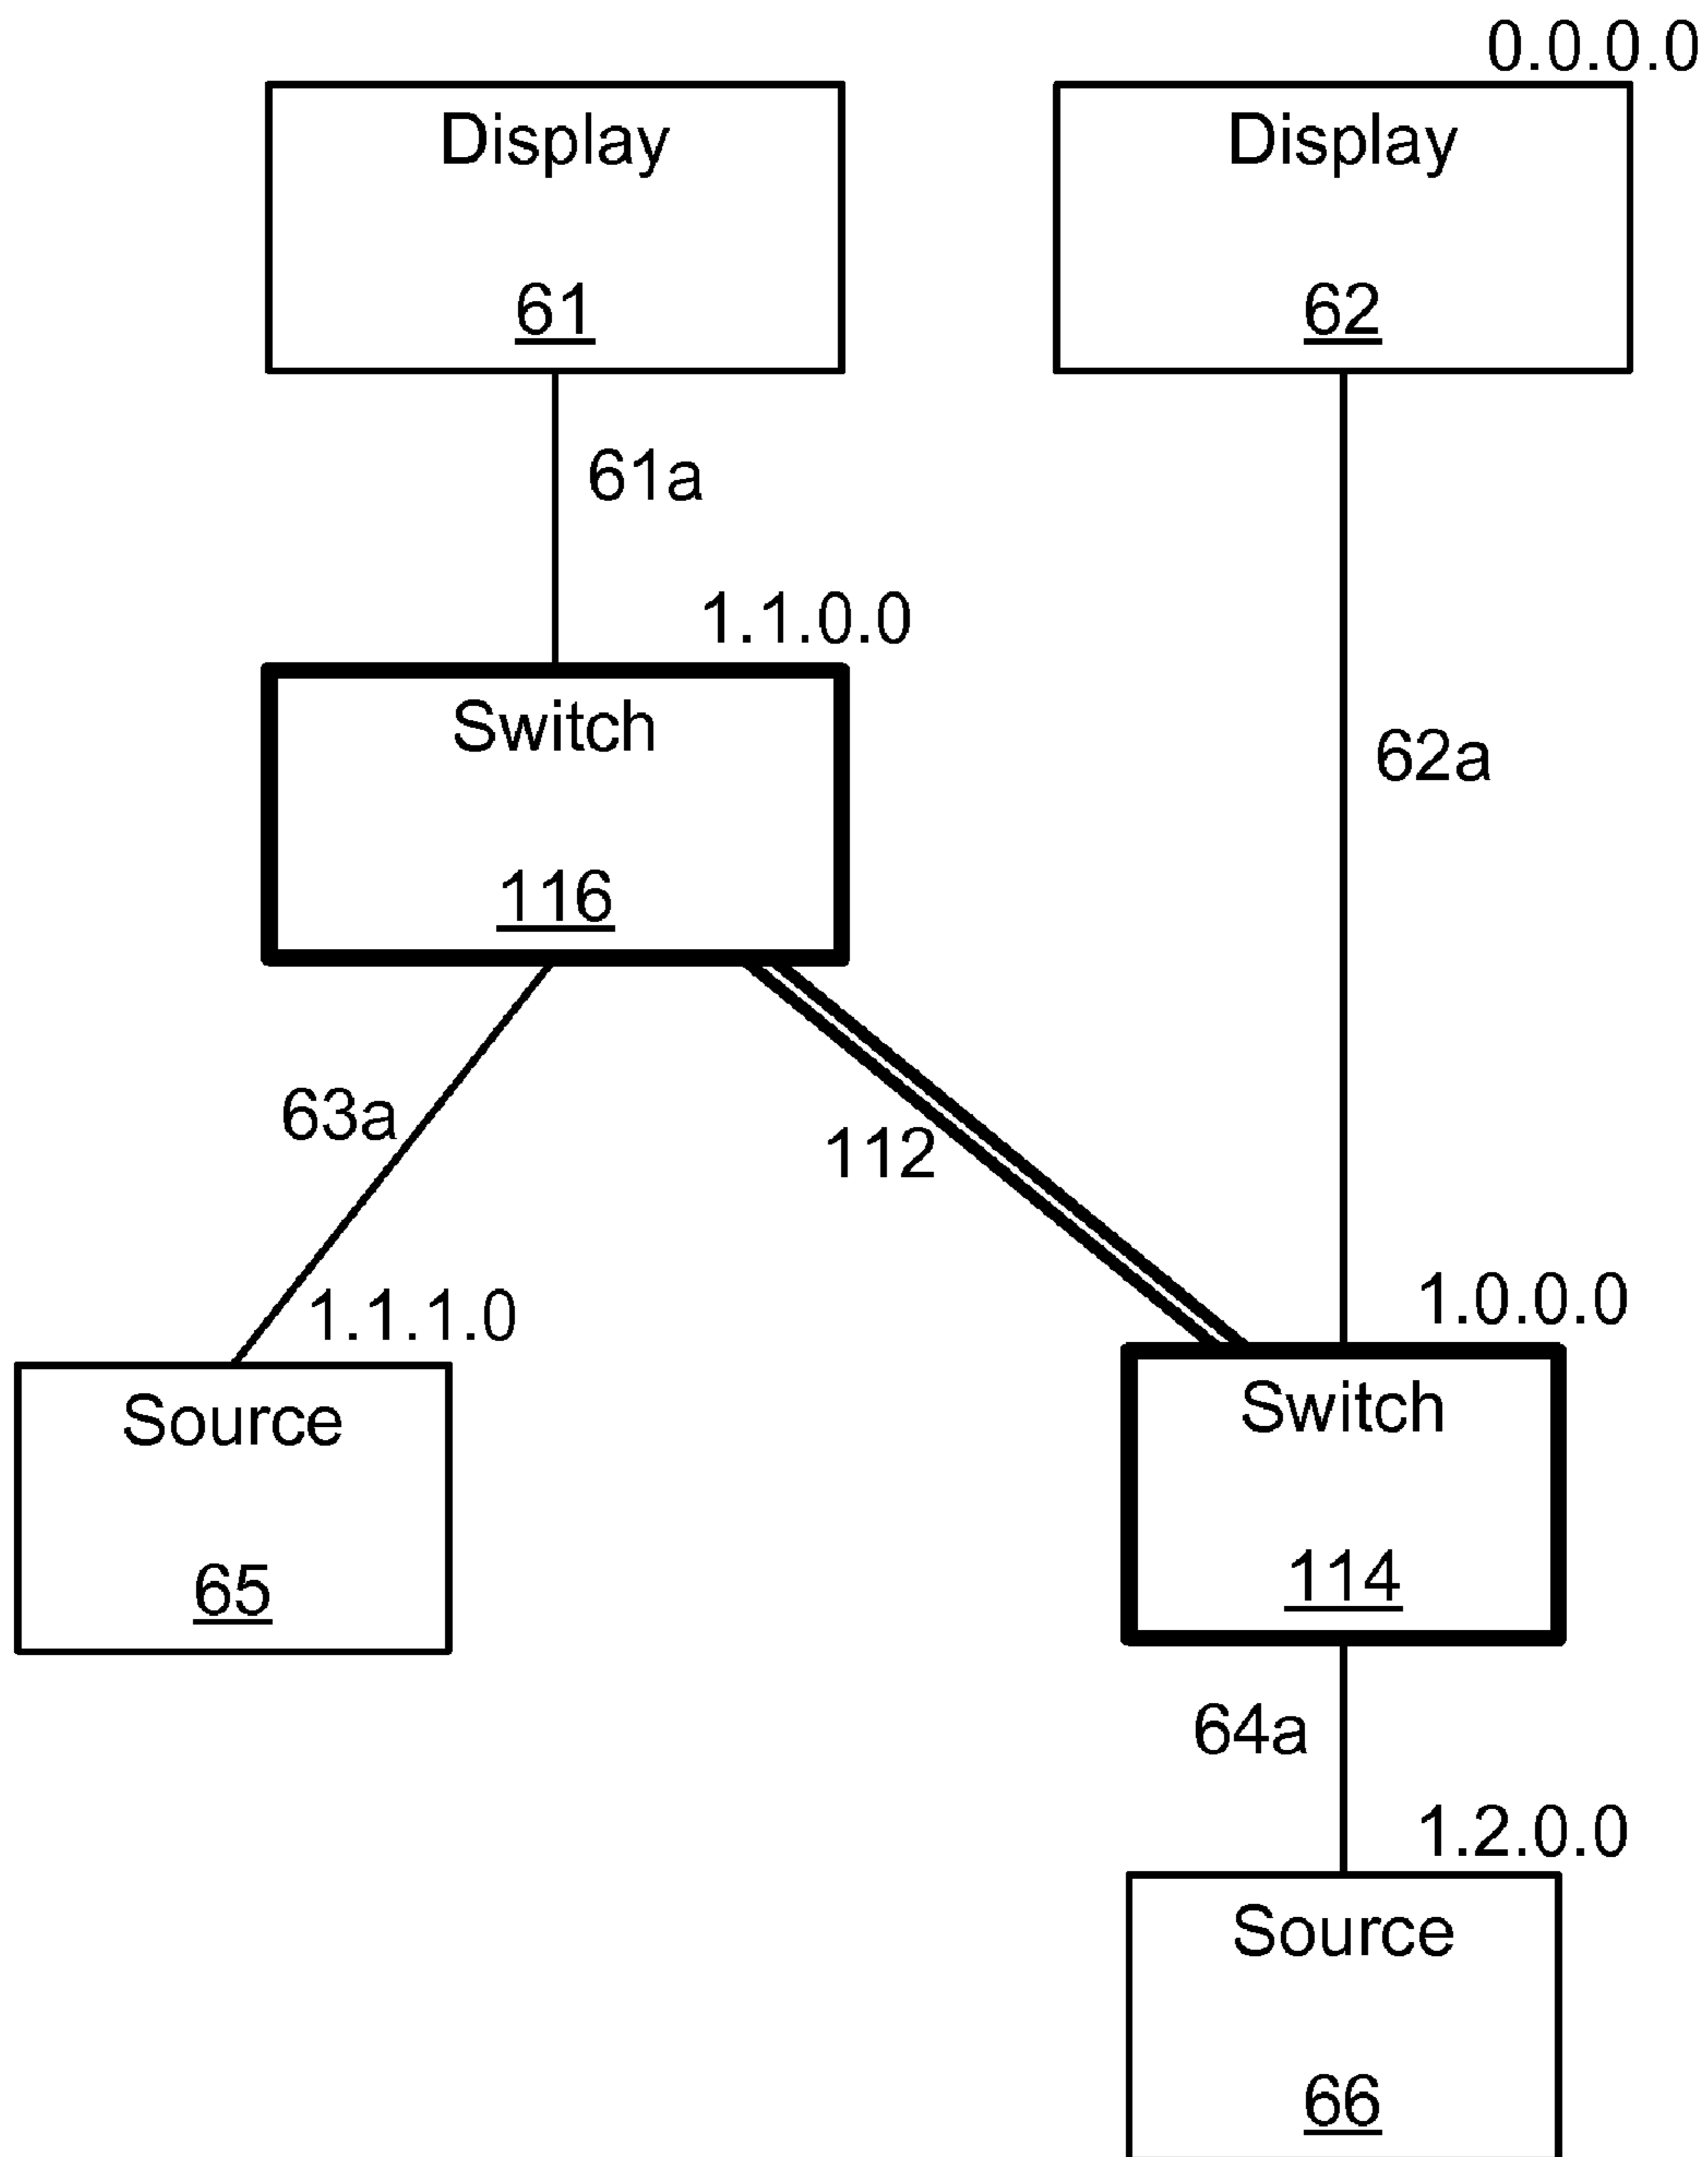 0.0.0.0
Display
61
Display
62
61a
1.1.0.0
Switch
116
62a
63a
112
1.1.1.0
1.0.0.0
Source
65
Switch
114
64a
1.2.0.0
Source
66